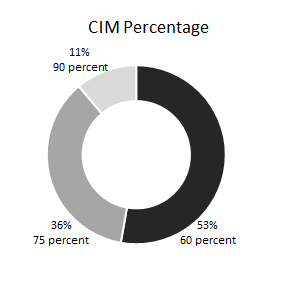 CIM Percentage
11%
90 percent
36%
75 percent
53%
60 percent